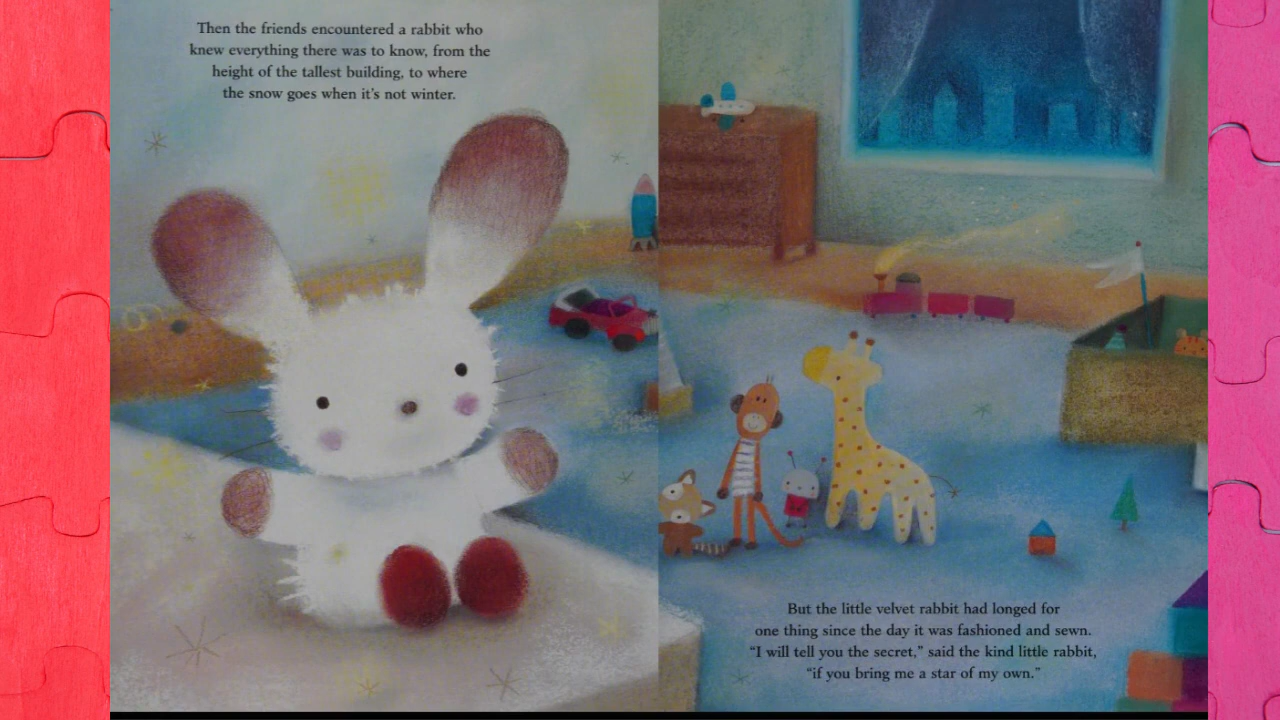 Then the friends encountered a rabbit who
knew everything there was to know, from the
height of the tallest building, to where
the snow goes when it’s not winter.
But the little velvet rabbit had longed for
one thing since the day it was fashioned and sewn.
“I will tell you the secret,” said the kind little rabbit,
“if you bring me a star of my own.”